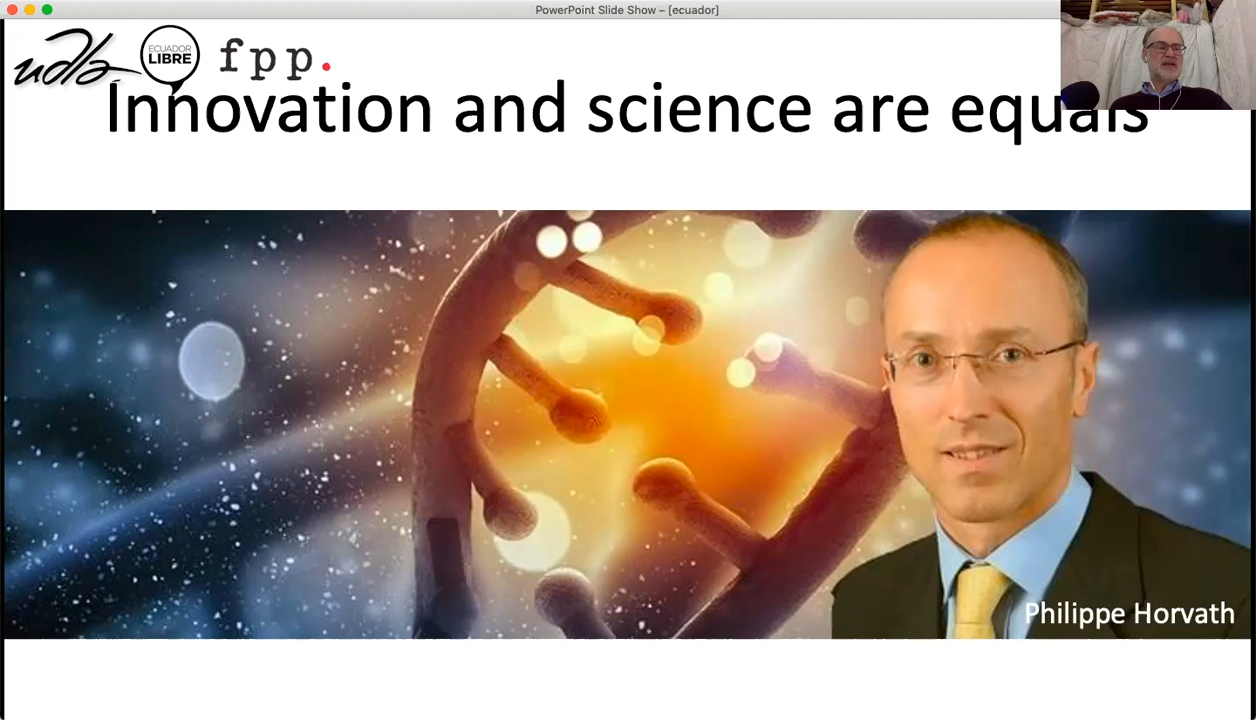 PowerPoint Slide Show – [ecuador]
udla
ECUADOR
LIBRE
fpp.
Innovation and science are equals
Philippe Horvath